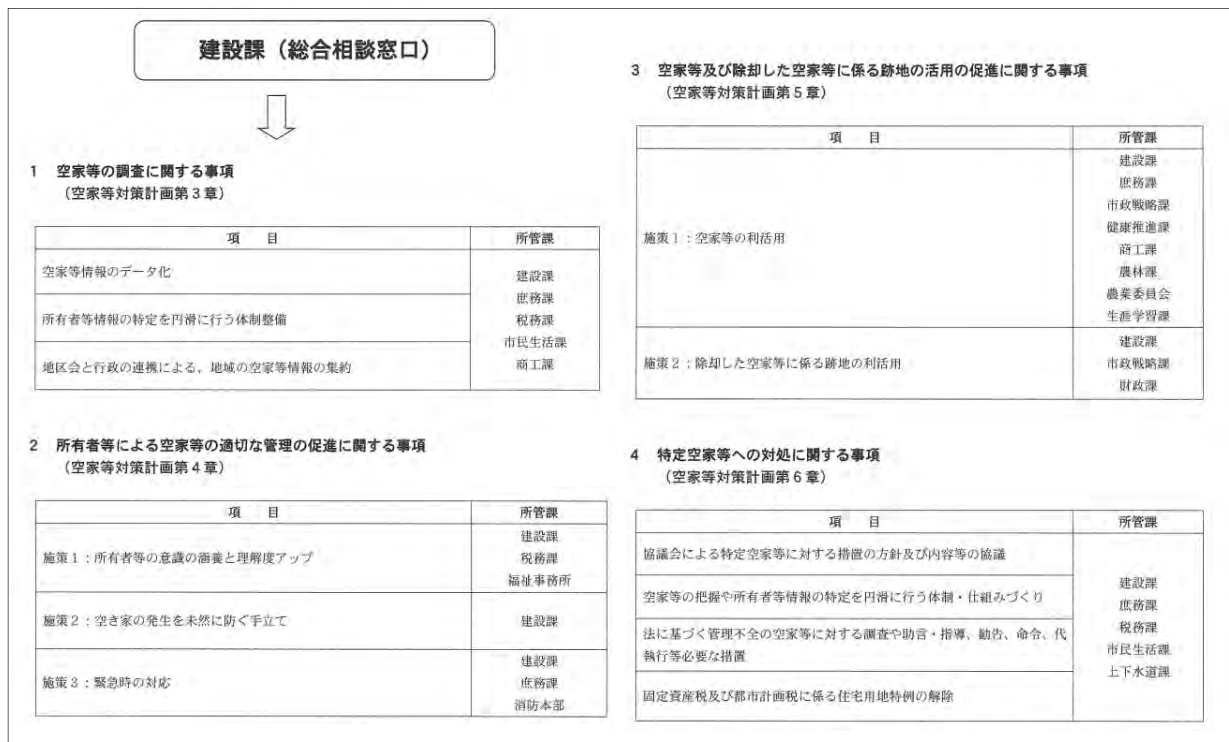 建設課（総合相談窓口）
1 空家等の調査に関する事項
（空家等対策計画第3章）
項 目 所管課
空家等情報のデータ化
所有者等情報の特定を円滑に行う体制整備
地区会と行政の連携による、地域の空家等情報の集約
建設課
庶務課
税務課
市民生活課
商工課
2 所有者等による空家等の適切な管理の促進に関する事項
（空家等対策計画第4章）
項 目 所管課
施策1：所有者等の意識の涵養と理解度アップ
建設課
税務課
福祉事務所
施策2：空き家の発生を未然に防ぐ手立て
建設課
施策3：緊急時の対応
建設課
庶務課
消防本部
3 空家等及び除却した空家等に係る跡地の活用の促進に関する事項
（空家等対策計画第5章）
項 目 所管課
施策1：空家等の利活用
建設課
庶務課
市政戦略課
健康推進課
商工課
農林課
農業委員会
生涯学習課
施策2：除却した空家等に係る跡地の利活用
建設課
市政戦略課
財政課
4 特定空家等への対処に関する事項
（空家等対策計画第6章）
項 目 所管課
協議会による特定空家等に対する措置の方針及び内容等の協議
空家等の把握や所有者等情報の特定を円滑に行う体制・仕組みづくり
法に基づく管理不全の空家等に対する調査や助言・指導、勧告、命令、代
執行等必要な措置
固定資産税及び都市計画税に係る住宅用地特例の解除
建設課
庶務課
税務課
市民生活課
上下水道課